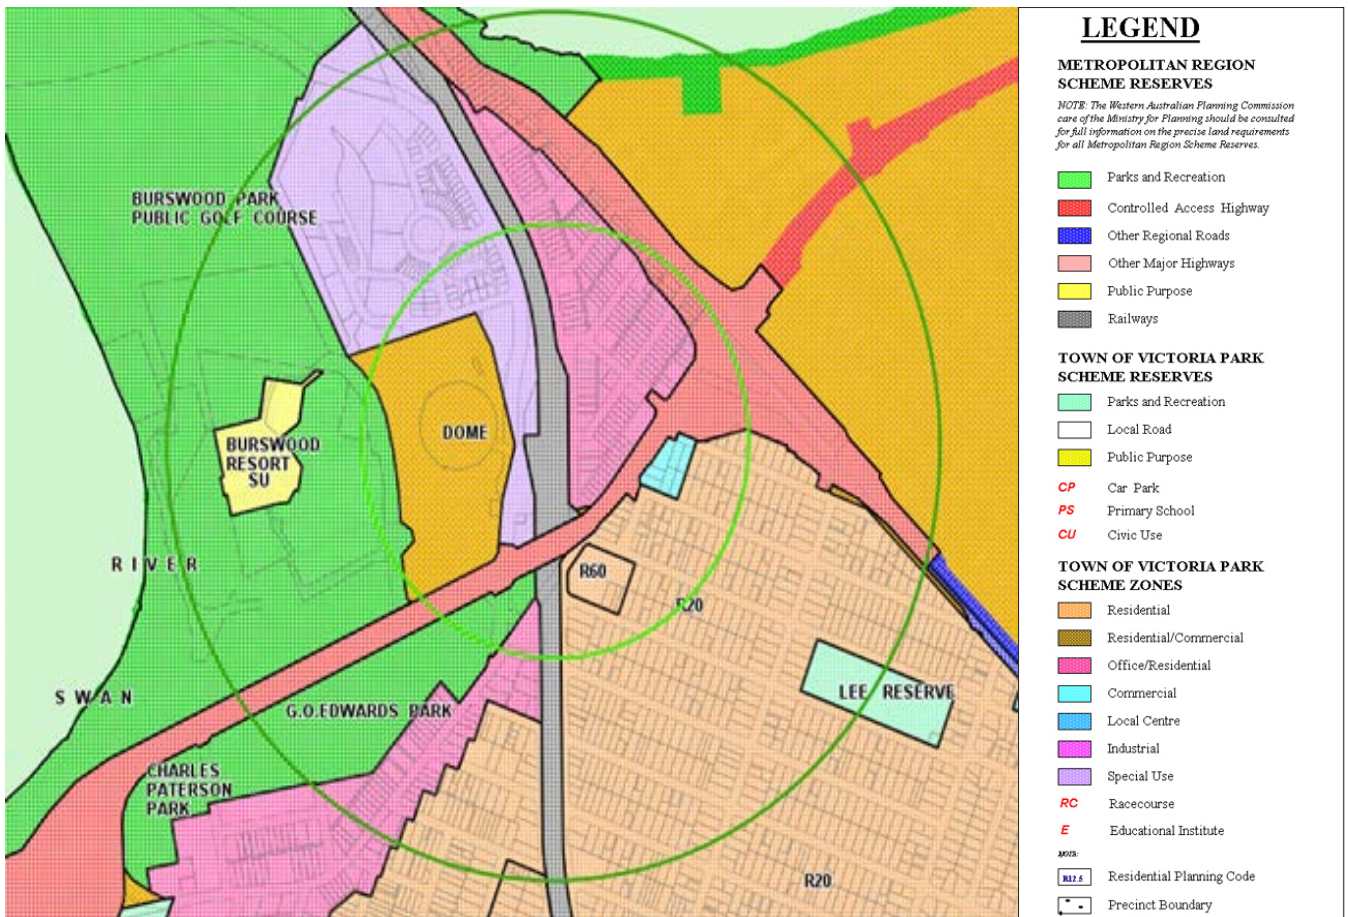 BURSWOOD PARK
PUBLIC GOLF COURSE
DOME
BURSWOOD
RESORT
SU
RIVER
R60
R20
SWAN
LEE RESERVE
G.O.EDWARDS PARK
CHARLES
PATERSON
PARK
R20
LEGEND
METROPOLITAN REGION
SCHEME RESERVES
NOTE: The Western Australian Planning Commission
care of the Ministry for Planning should be consulted
for full information on the precise land requirements
for all Metropolitan Region Scheme Reserves.
Parks and Recreation
Controlled Access Highway
Other Regional Roads
Other Major Highways
Public Purpose
Railways
TOWN OF VICTORIA PARK
SCHEME RESERVES
Parks and Recreation
Local Road
Public Purpose
CP Car Park
PS Primary School
CU Civic Use
TOWN OF VICTORIA PARK
SCHEME ZONES
Residential
Residential/Commercial
Office/Residential
Commercial
Local Centre
Industrial
Special Use
RC Racecourse
E Educational Institute
NOTE:
R12.5 Residential Planning Code
Precinct Boundary